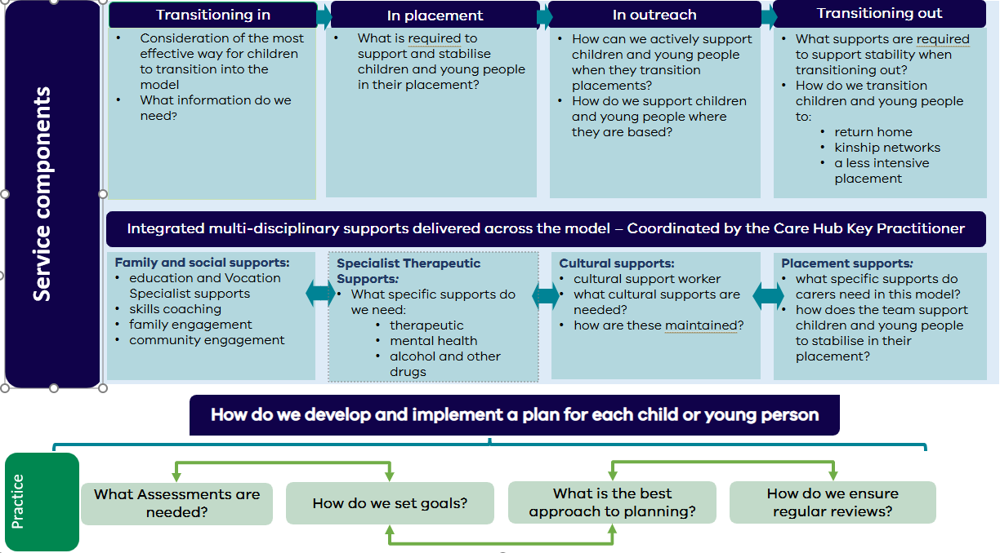 Service components
Transitioning in
• Consideration of the most
effective way for children
to transition into the
model
• What information do we
need?
In placement
• What is required to
support and stabilise
children and young people
in their placement?
In outreach
• How can we actively support
children and young people
when they transition
placements?
• How do we support children
and young people where
they are based?
Transitioning out
• What supports are required
to support stability when
transitioning out?
• How do we transition
children and young people
to:
• return home
• kinship networks
• a less intensive
placement
Integrated multi-disciplinary supports delivered across the model – Coordinated by the Care Hub Key Practitioner
Family and social supports:
• education and Vocation
Specialist supports
• skills coaching
• family engagement
• community engagement
Specialist Therapeutic
Supports:
• What specific supports do
we need:
• therapeutic
• mental health
• alcohol and other
drugs
Cultural supports:
• cultural support worker
• what cultural supports are
needed?
• how are these maintained?
Placement supports:
• what specific supports do
carers need in this model?
• how does the team support
children and young people
to stabilise in their
placement?
How do we develop and implement a plan for each child or young person
Practice
What Assessments are
needed?
How do we set goals?
What is the best
approach to planning?
How do we ensure
regular reviews?